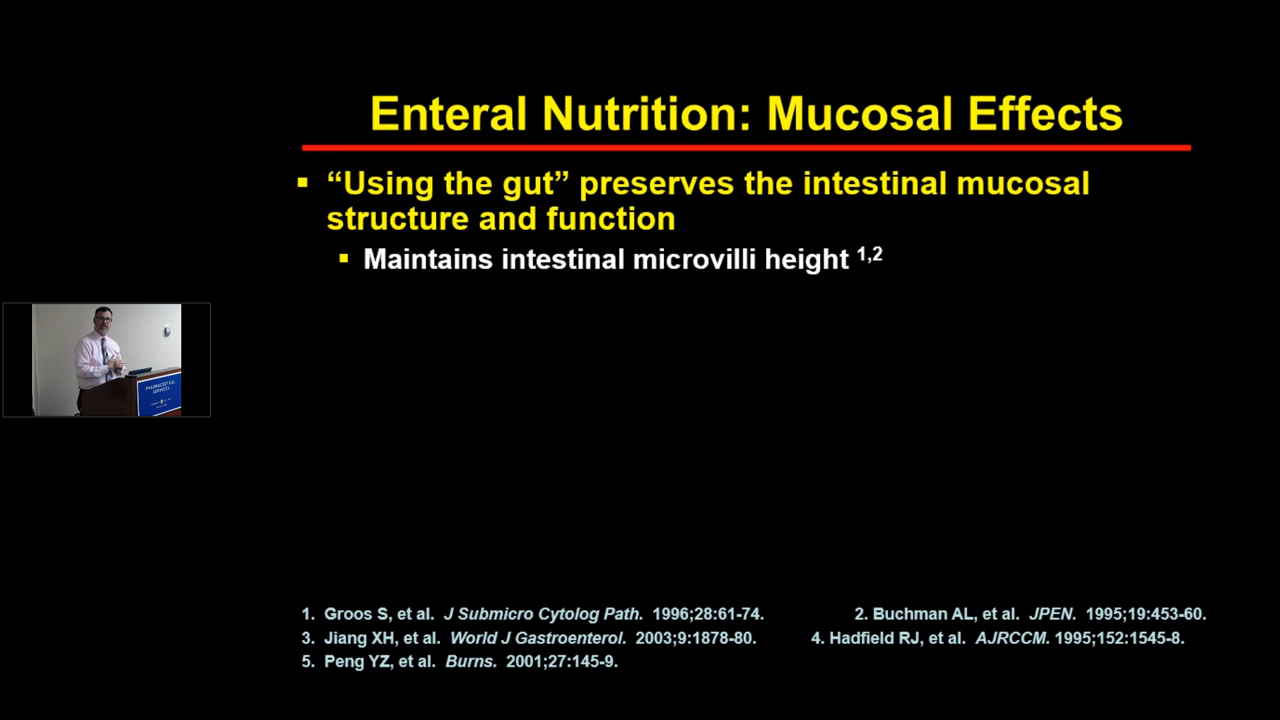 Enteral Nutrition: Mucosal Effects
▪ “Using the gut” preserves the intestinal mucosal
structure and function
▪ Maintains intestinal microvilli height 1,2
PHARMACEUTICAL
SERVICES
1. Groos S, et al. J Submicro Cytolog Path. 1996;28:61-74.
2. Buchman AL, et al. JPEN. 1995;19:453-60.
3. Jiang XH, et al. World J Gastroenterol. 2003;9:1878-80.
4. Hadfield RJ, et al. AJRCCM. 1995;152:1545-8.
5. Peng YZ, et al. Burns. 2001;27:145-9.